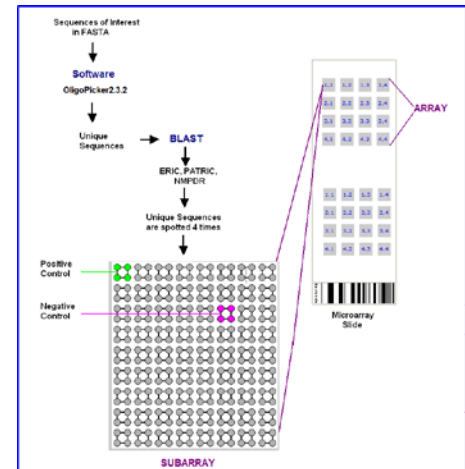 Sequences of Interest
in FASTA
Software
OligoPicker2.3.2
Unique
Sequences
BLAST
ERIC, PATRIC,
NMPDR
Unique Sequences
are spotted 4 times
Positive
Control
Negative
Control
SUBARRAY
1.1 1.2 1.3 1.4
2.1 2.2 2.3 2.4
3.1 3.2 3.3 3.4
4.1 4.2 4.3 4.4
ARRAY
1.1 1.2 1.3 1.4
2.1 2.2 2.3 2.4
3.1 3.2 3.3 3.4
4.1 4.2 4.3 4.4
Microarray
Slide